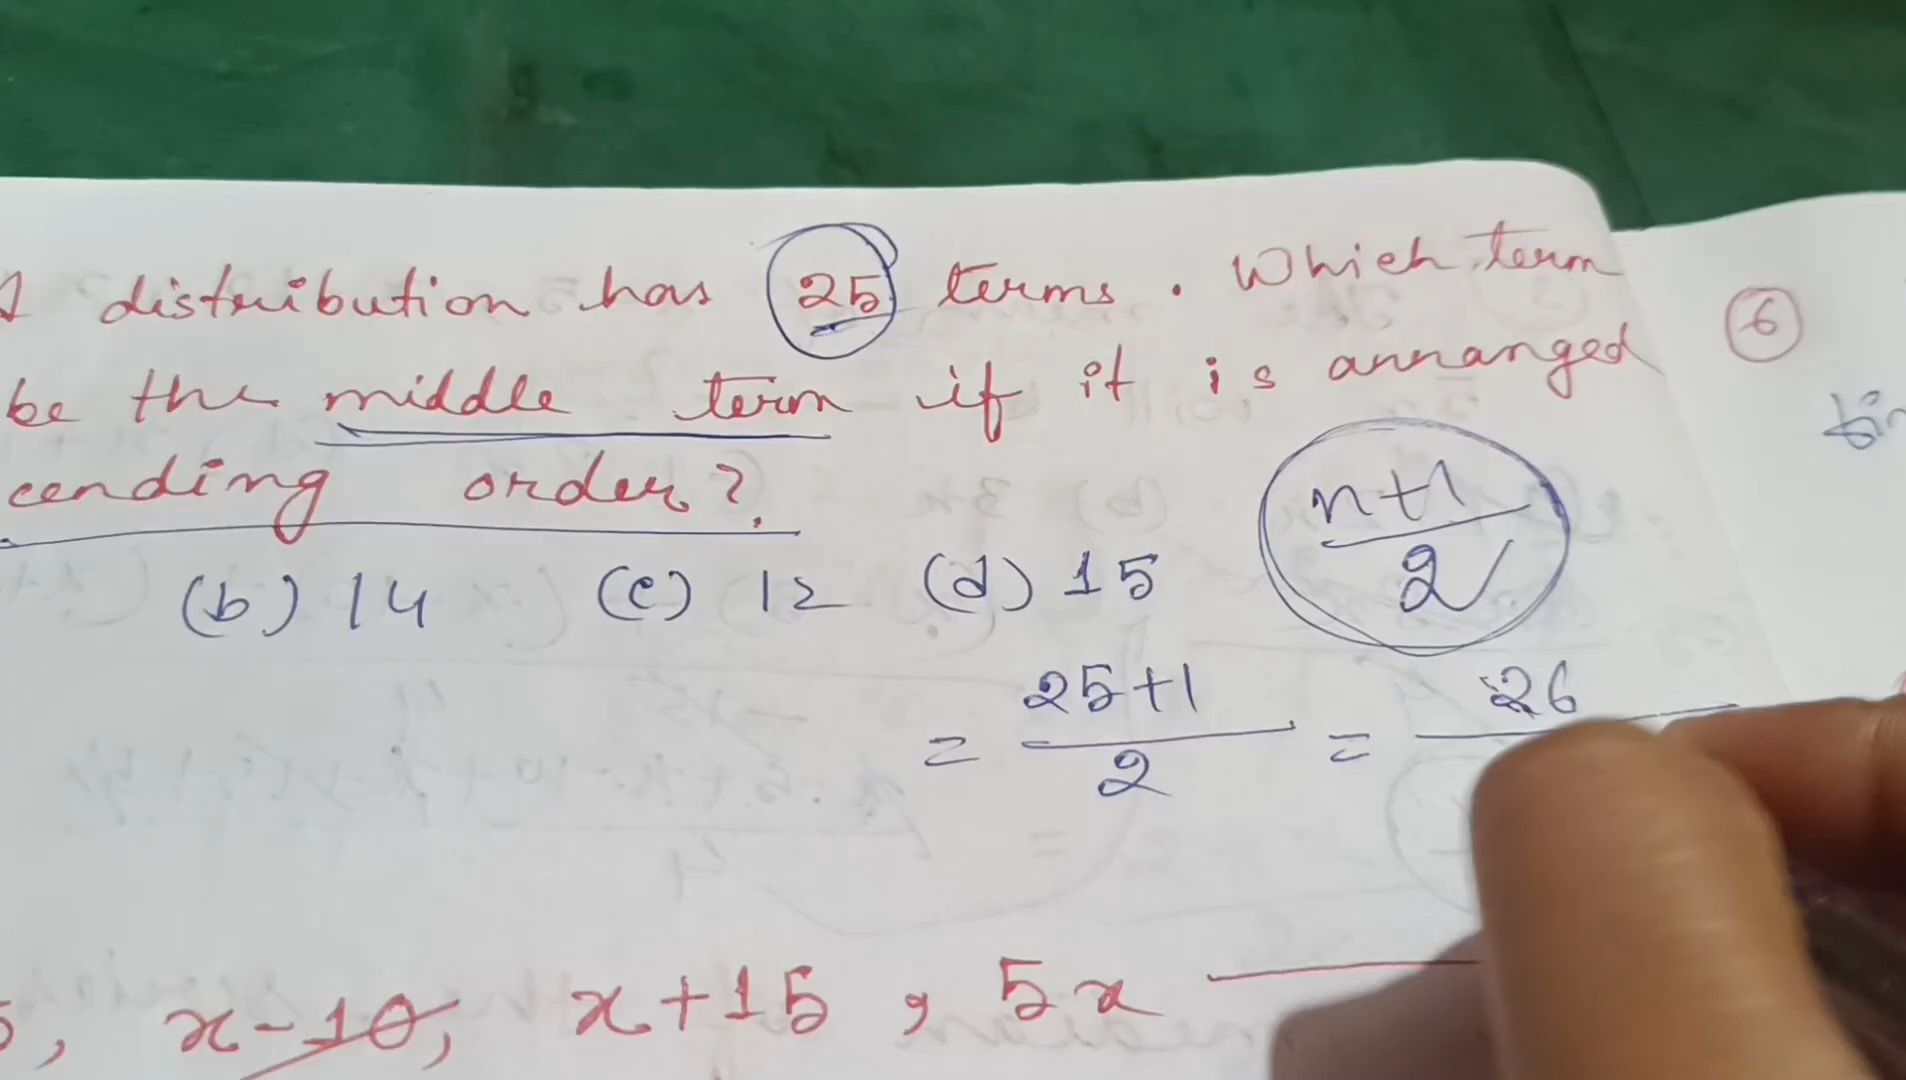 distribution has 25 terms. Which term
be the middle term if it is arranged
cending order?
(b) 14 (c) 12 (d) 15
n+1
2
= 25+1 = 26
2
x-10, x+15, 5x
6